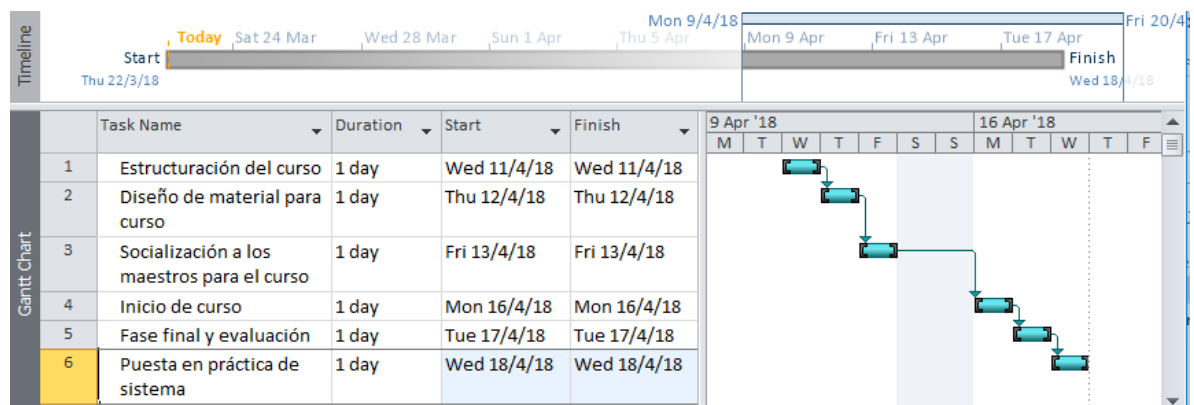 Mon 9/4/18 Fri 20/4
Today Sat 24 Mar Wed 28 Mar Sun 1 Apr Thu 5 Apr Mon 9 Apr Fri 13 Apr Tue 17 Apr
Start Finish
Thu 22/3/18 Wed 18/4/18
Timeline
Task Name Duration Start Finish 9 Apr '18 16 Apr '18
M T W T F S S M T W T F
1 Estructuración del curso 1 day Wed 11/4/18 Wed 11/4/18
2 Diseño de material para 1 day Thu 12/4/18 Thu 12/4/18
curso
3 Socialización a los 1 day Fri 13/4/18 Fri 13/4/18
maestros para el curso
4 Inicio de curso 1 day Mon 16/4/18 Mon 16/4/18
5 Fase final y evaluación 1 day Tue 17/4/18 Tue 17/4/18
6 Puesta en práctica de 1 day Wed 18/4/18 Wed 18/4/18
sistema
Gantt Chart